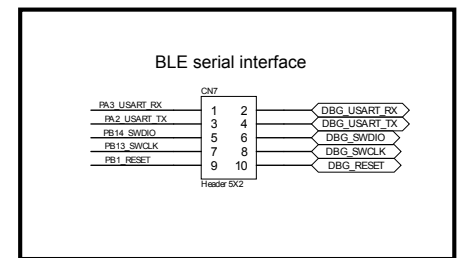 BLE serial interface
CN7
PA3_USART_RX 1 2 DBG_USART_RX
PA2_USART_TX 3 4 DBG_USART_TX
PB14_SWDIO 5 6 DBG_SWDIO
PB13_SWCLK 7 8 DBG_SWCLK
PB1_RESET 9 10 DBG_RESET
Header 5X2